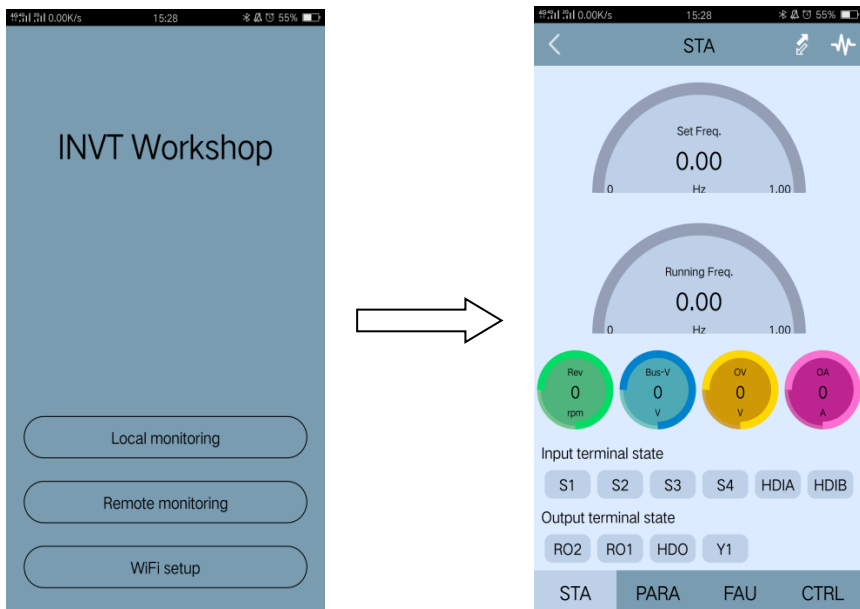 0.00K/s 15:28 55%
INVT Workshop
Local monitoring
Remote monitoring
WiFi setup
0.00K/s 15:28 55%
STA
Set Freq.
0.00
0 Hz 1.00
Running Freq.
0.00
0 Hz 1.00
Rev Bus-V OV OA
0 0 0 0
rpm V V A
Input terminal state
S1 S2 S3 S4 HDIA HDIB
Output terminal state
RO2 RO1 HDO Y1
STA PARA FAU CTRL